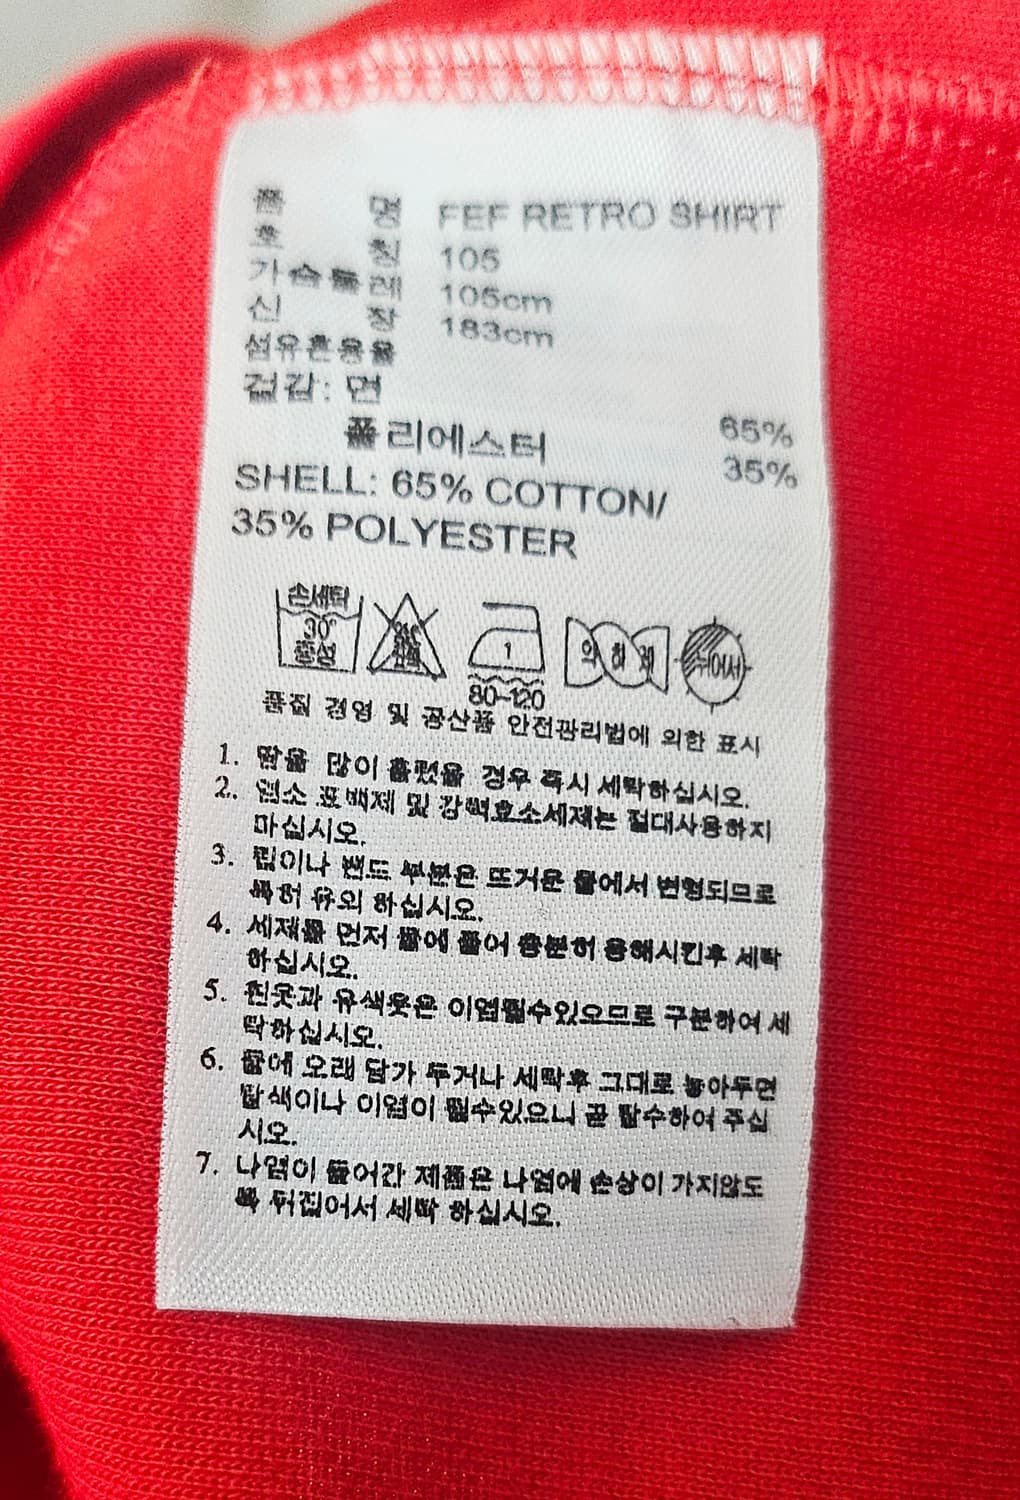 품 명 FEF RETRO SHIRT
호 칭 105
가슴둘레 105cm
신 장 183cm
섬유혼용율
겉감: 면 65%
폴리에스터 35%
SHELL: 65% COTTON/
35% POLYESTER
손세탁
30°
중성
1
80~120
약하게
뉘어서
품질 경영 및 공산품 안전관리법에 의한 표시
1. 땀을 많이 흘렸을 경우 즉시 세탁하십시오.
2. 염소 표백제 및 강력효소세제는 절대사용하지
마십시오.
3. 립이나 밴드 부분은 뜨거운 물에서 변형되므로
특히 유의 하십시오.
4. 세제를 먼저 물에 풀어 충분히 용해시킨후 세탁
하십시오.
5. 흰옷과 유색옷은 이염될수있으므로 구분하여 세
탁하십시오.
6. 물에 오래 담가 두거나 세탁후 그대로 놓아두면
탈색이나 이염이 될수있으니 곧 탈수하여 주십
시오.
7. 나염이 들어간 제품은 나염에 손상이 가지않도
록 뒤집어서 세탁 하십시오.